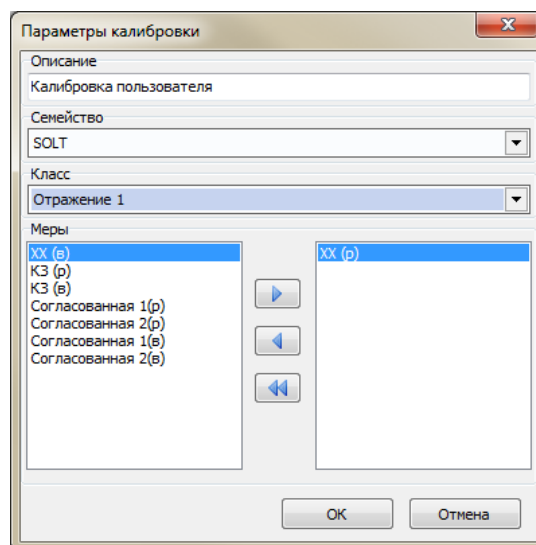 Параметры калибровки
Описание
Калибровка пользователя
Семейство
SOLT
Класс
Отражение 1
Меры
ХХ (в)
ХХ (р)
КЗ (р)
КЗ (в)
Согласованная 1(р)
Согласованная 2(р)
Согласованная 1(в)
Согласованная 2(в)
OK
Отмена